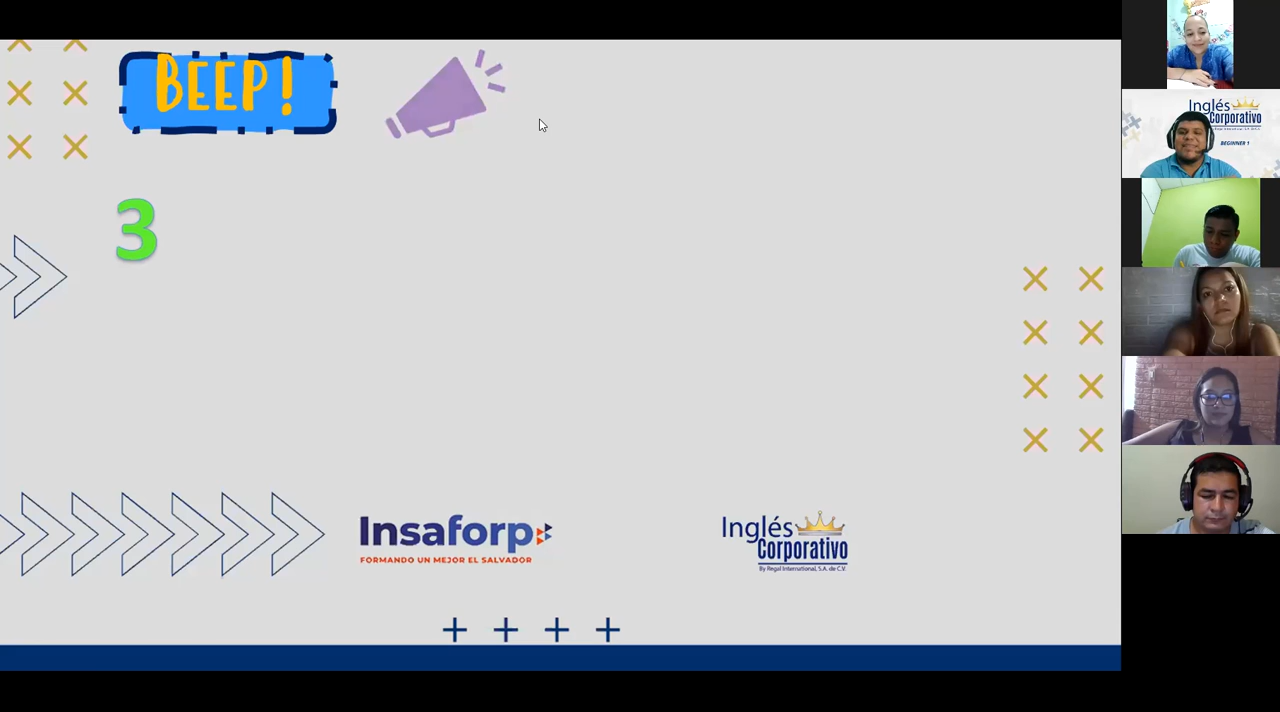 BEEP!
3
Insaforp
FORMANDO UN MEJOR EL SALVADOR
Inglés
Corporativo
By Regal International, S.A. de C.V.
Inglés
Corporativo
BEGINNER 1